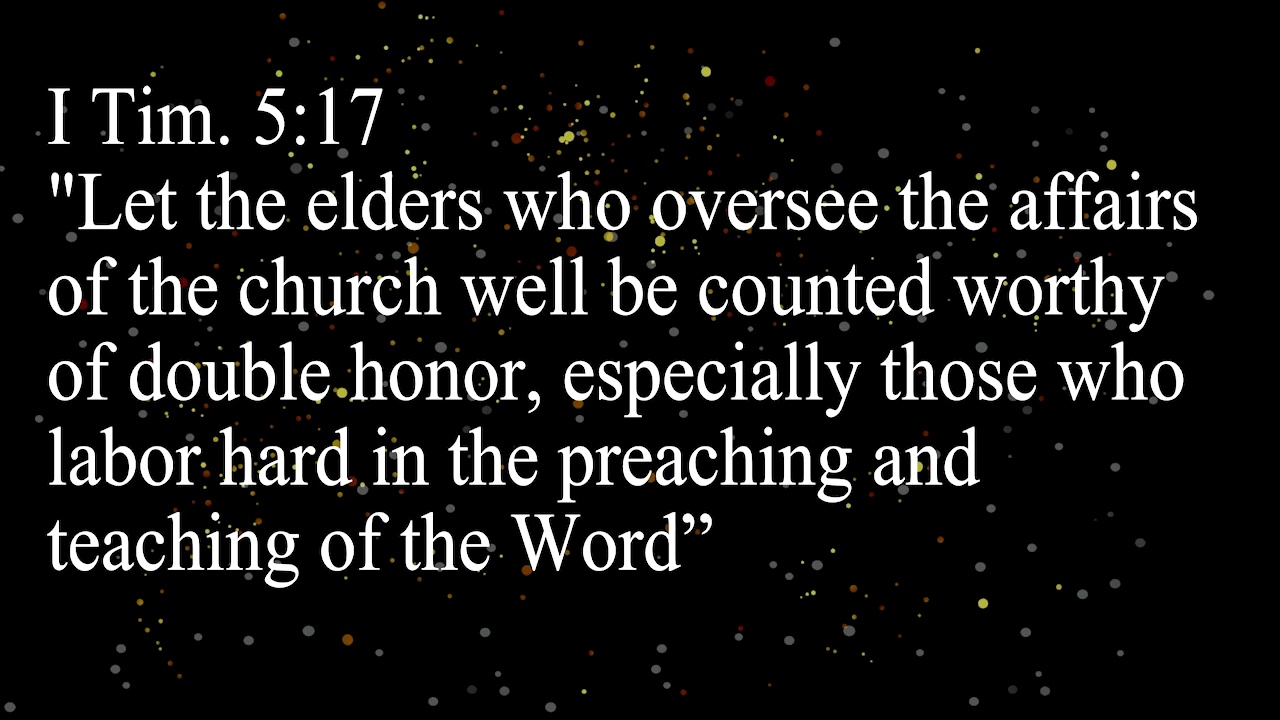 I Tim. 5:17
"Let the elders who oversee the affairs
of the church well be counted worthy
of double honor, especially those who
labor hard in the preaching and
teaching of the Word”